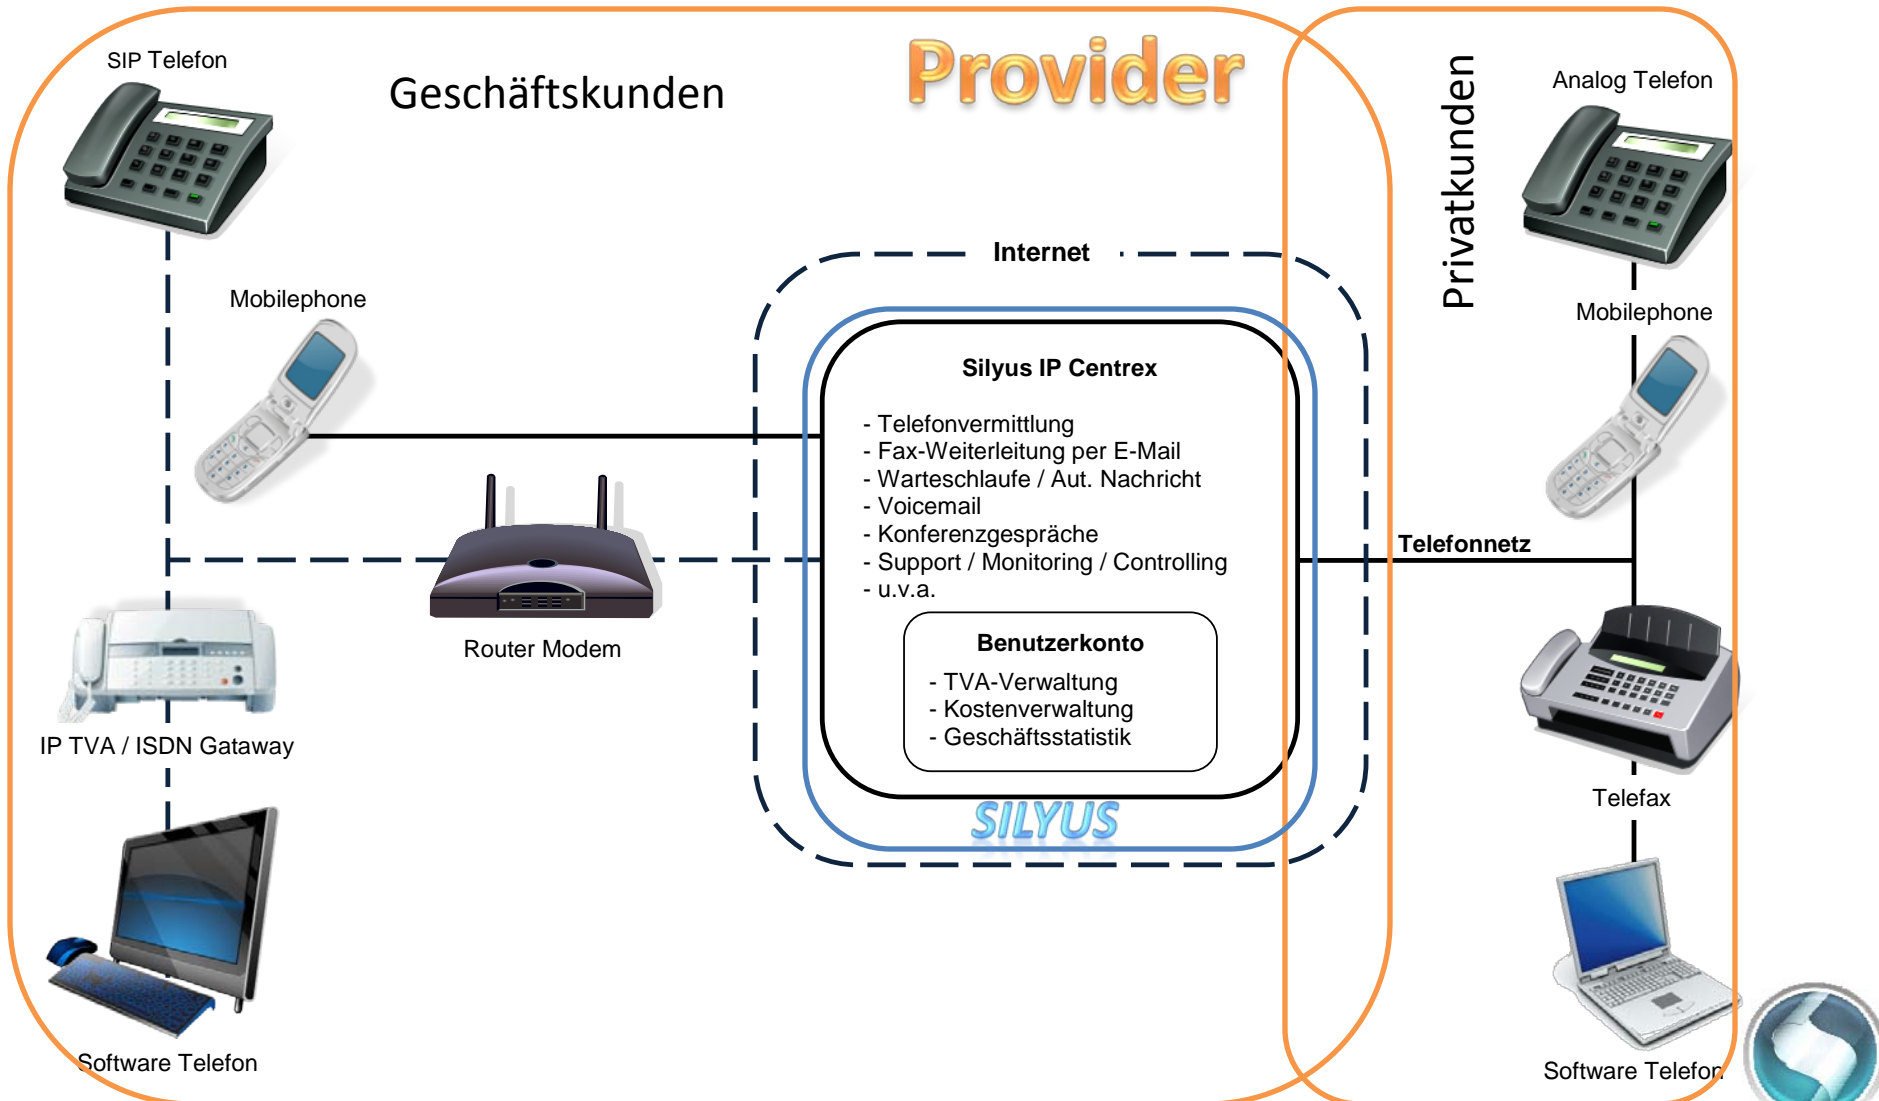 SIP Telefon
Geschäftskunden
Provider
Privatkunden
Analog Telefon
Mobilephone
Internet
Mobilephone
Silyus IP Centrex
- Telefonvermittlung
- Fax-Weiterleitung per E-Mail
- Warteschlaufe / Aut. Nachricht
- Voicemail
- Konferenzgespräche
- Support / Monitoring / Controlling
- u.v.a.
Telefonnetz
Router Modem
Benutzerkonto
- TVA-Verwaltung
- Kostenverwaltung
- Geschäftsstatistik
IP TVA / ISDN Gataway
SILYUS
Telefax
Software Telefon
Software Telefon